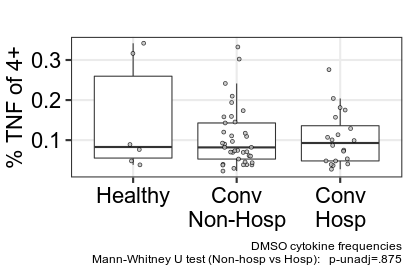 % TNF of 4+
0.3
0.2
0.1
Healthy
Conv
Non-Hosp
Conv
Hosp
DMSO cytokine frequencies
Mann-Whitney U test (Non-hosp vs Hosp): p-unadj=.875